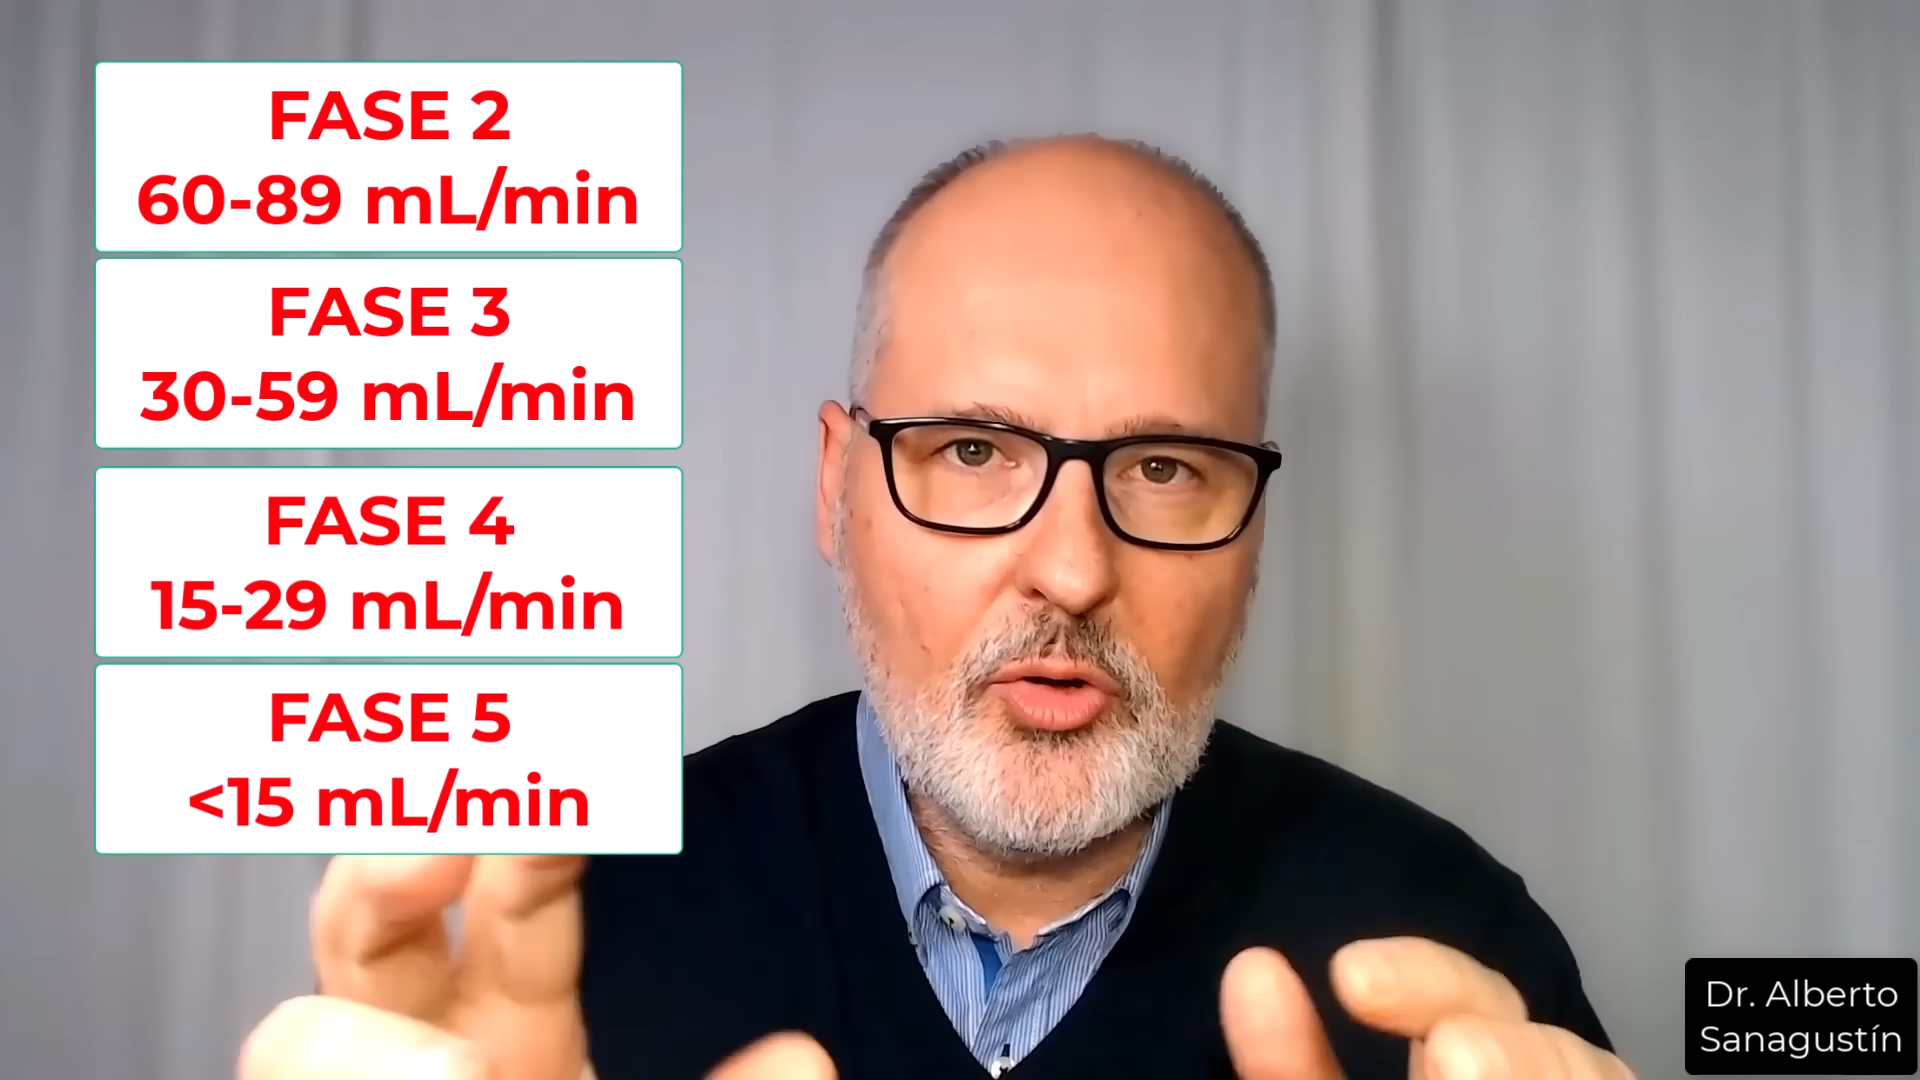 FASE 2
60-89 mL/min
FASE 3
30-59 mL/min
FASE 4
15-29 mL/min
FASE 5
<15 mL/min
Dr. Alberto
Sanagustín